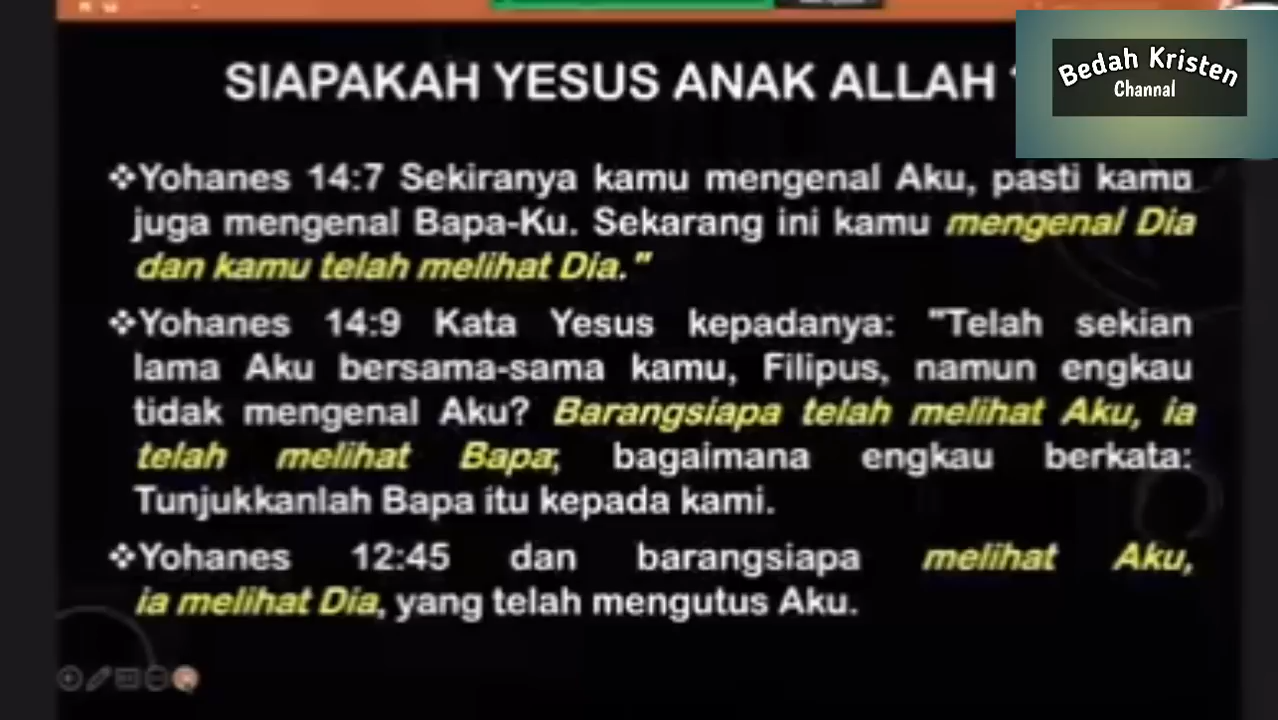 SIAPAKAH YESUS ANAK ALLAH
Bedah Kristen
Channal
❖Yohanes 14:7 Sekiranya kamu mengenal Aku, pasti kamu
juga mengenal Bapa-Ku. Sekarang ini kamu mengenal Dia
dan kamu telah melihat Dia."
❖Yohanes 14:9 Kata Yesus kepadanya: "Telah sekian
lama Aku bersama-sama kamu, Filipus, namun engkau
tidak mengenal Aku? Barangsiapa telah melihat Aku, ia
telah melihat Bapa; bagaimana engkau berkata:
Tunjukkanlah Bapa itu kepada kami.
❖Yohanes 12:45 dan barangsiapa melihat Aku,
ia melihat Dia, yang telah mengutus Aku.